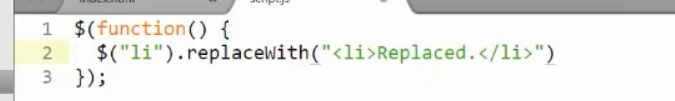 1 $(function() {
2 $("li").replaceWith("<li>Replaced.</li>")
3 });